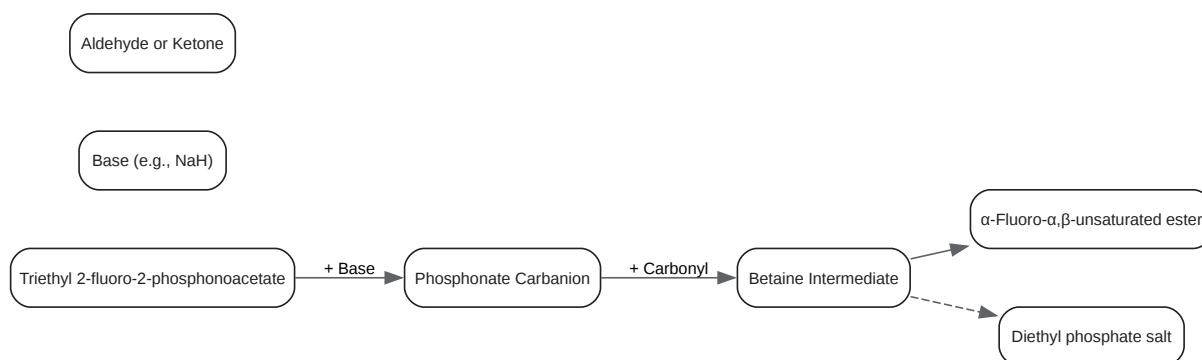 Aldehyde or Ketone
Base (e.g., NaH)
α-Fluoro-α,β-unsaturated ester
Triethyl 2-fluoro-2-phosphonoacetate
+ Base
Phosphonate Carbanion
+ Carbonyl
Betaine Intermediate
Diethyl phosphate salt